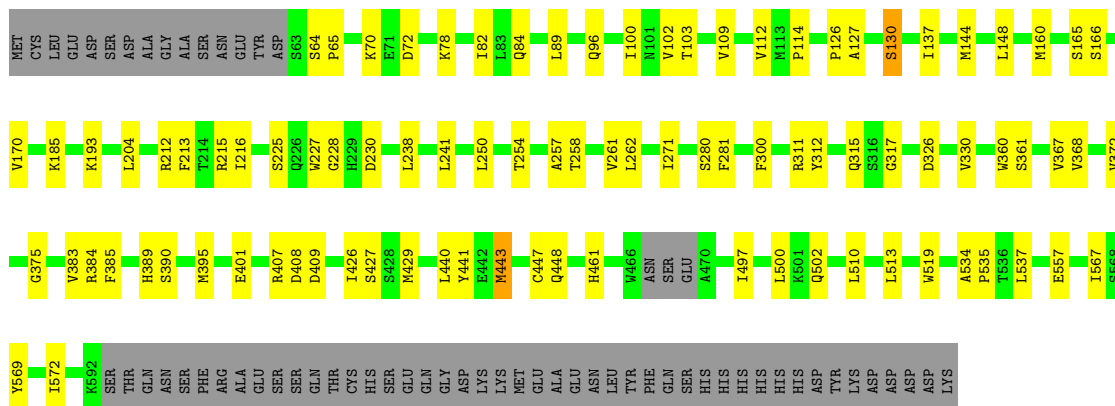 MET CYS LEU GLU ASP SER ASP ALA GLY ALA SER ASN GLU TYR ASP S63 S64 P65 K70 E71 D72 K78 I82 L83 Q84 L89 Q96 I100 N101 V102 T103 V109 V112 M113 P114 P126 A127 S130 I137 M144 L148 M160 S165 S166
V170 K185 K193 L204 R212 F213 T214 R215 I216 S225 Q226 W227 G228 H229 D230 L238 L241 L250 T254 A257 T258 V261 L262 I271 S280 F281 F300 R311 Y312 Q315 S316 G317 D326 V330 W360 S361 V367 V368
G375 V383 R384 F385 H389 S390 M395 E401 R407 D408 D409 I426 S427 S428 M429 L440 Y441 E442 M443 C447 Q448 H461 W466 ASN SER GLU A470 I497 L500 K501 Q502 L510 L513 W519 A534 P535 T536 L537 E557 I567 S568
Y569 I572 K592 SER THR GLN ASN SER PHE ARG ALA GLU SER SER GLN THR CYS HIS SER GLU GLN GLY ASP LYS LYS MET GLU ALA GLU ASN LEU TYR PHE GLN SER HIS HIS HIS HIS HIS HIS ASP TYR LYS ASP ASP ASP ASP LYS